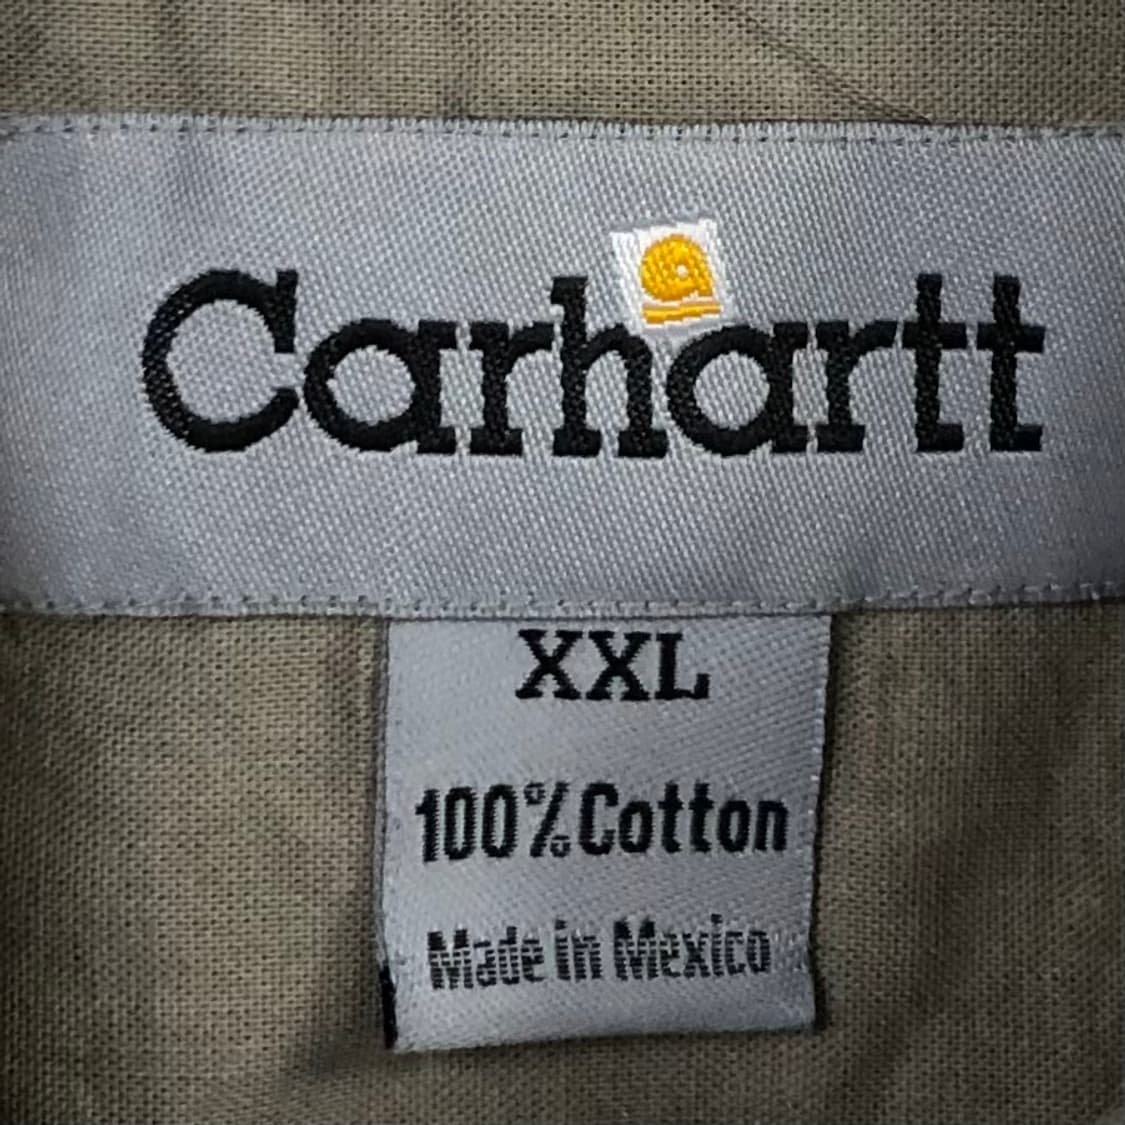 Carhartt
XXL
100% Cotton
Made in Mexico